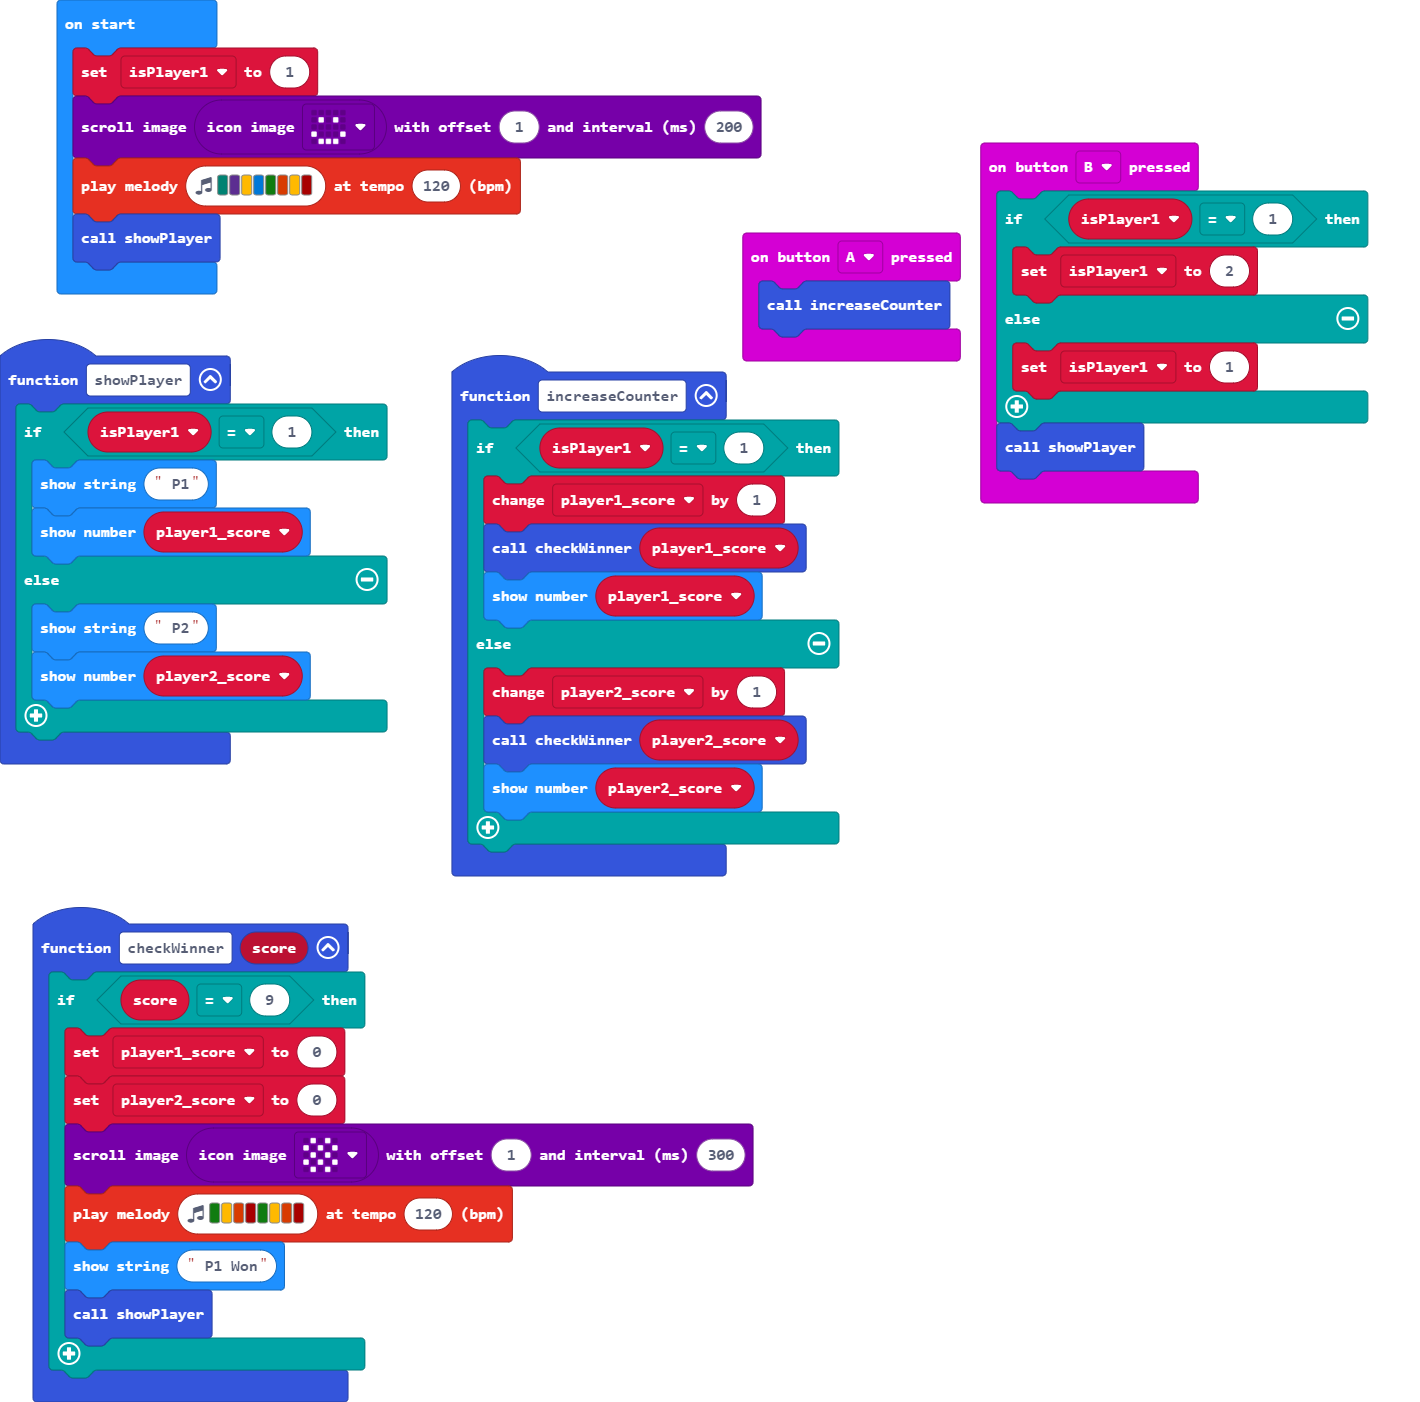 on start
set isPlayer1 to 1
scroll image icon image with offset 1 and interval (ms) 200
play melody at tempo 120 (bpm)
call showPlayer
on button A pressed
call increaseCounter
on button B pressed
if isPlayer1 = 1 then
set isPlayer1 to 2
else
set isPlayer1 to 1
call showPlayer
function showPlayer
if isPlayer1 = 1 then
show string " P1"
show number player1_score
else
show string " P2"
show number player2_score
function increaseCounter
if isPlayer1 = 1 then
change player1_score by 1
call checkWinner player1_score
show number player1_score
else
change player2_score by 1
call checkWinner player2_score
show number player2_score
function checkWinner score
if score = 9 then
set player1_score to 0
set player2_score to 0
scroll image icon image with offset 1 and interval (ms) 300
play melody at tempo 120 (bpm)
show string " P1 Won"
call showPlayer